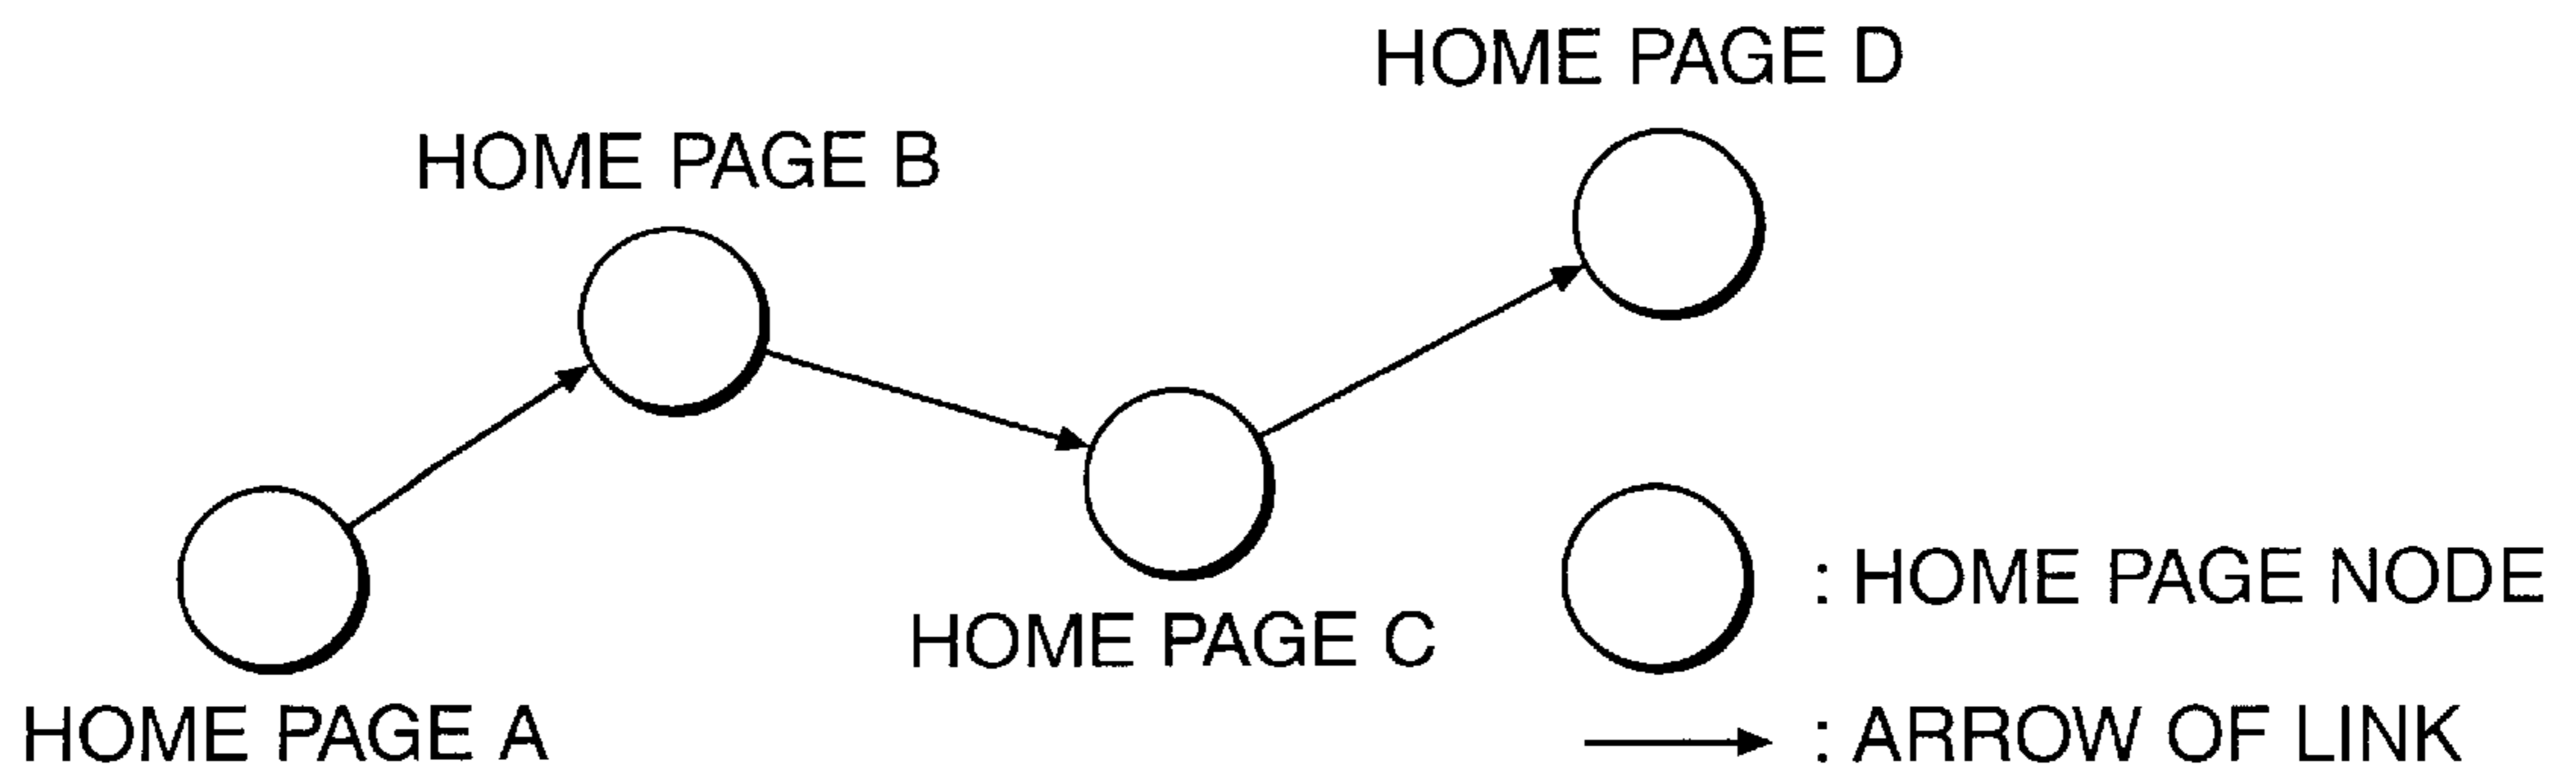 HOME PAGE D
HOME PAGE B
HOME PAGE C
HOME PAGE A
: HOME PAGE NODE
: ARROW OF LINK